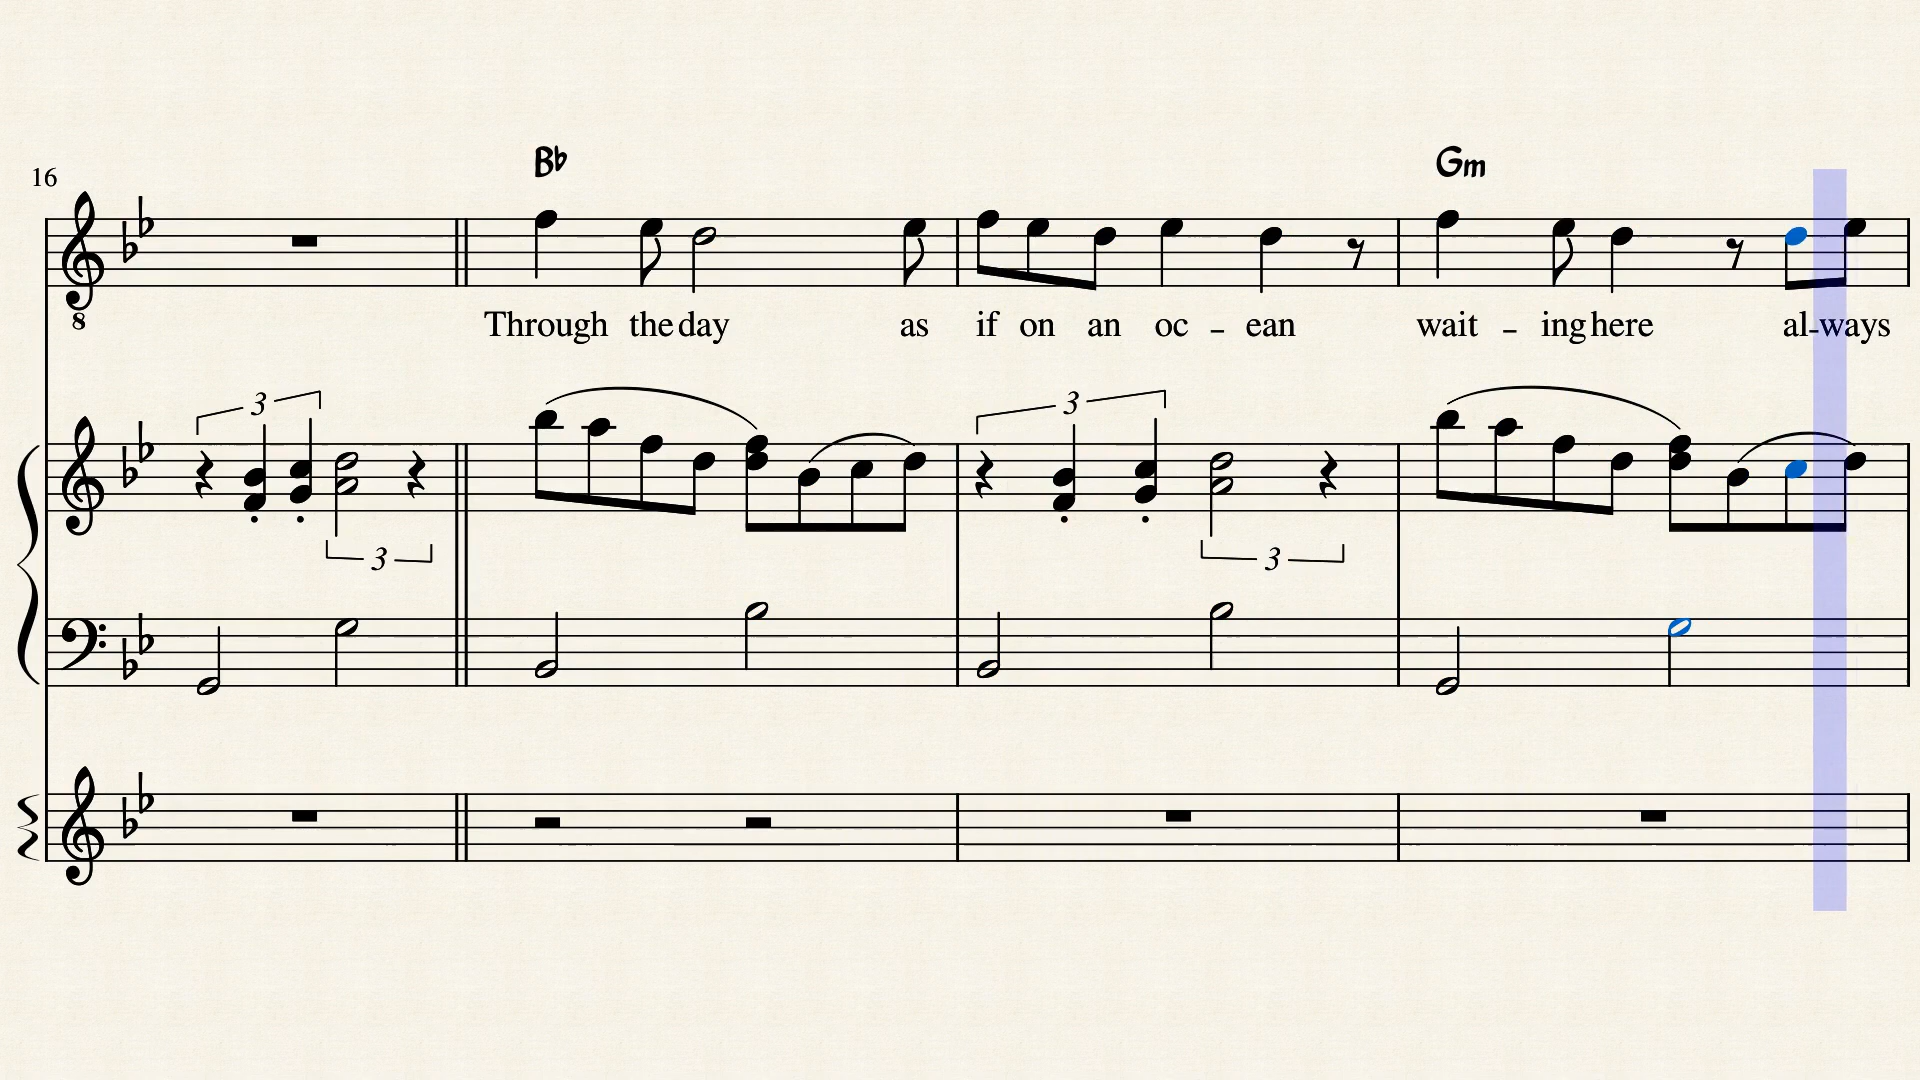 B♭ Gm
16
8
Through the day as if on an oc - ean wait - ing here al-ways
3 3
3 3